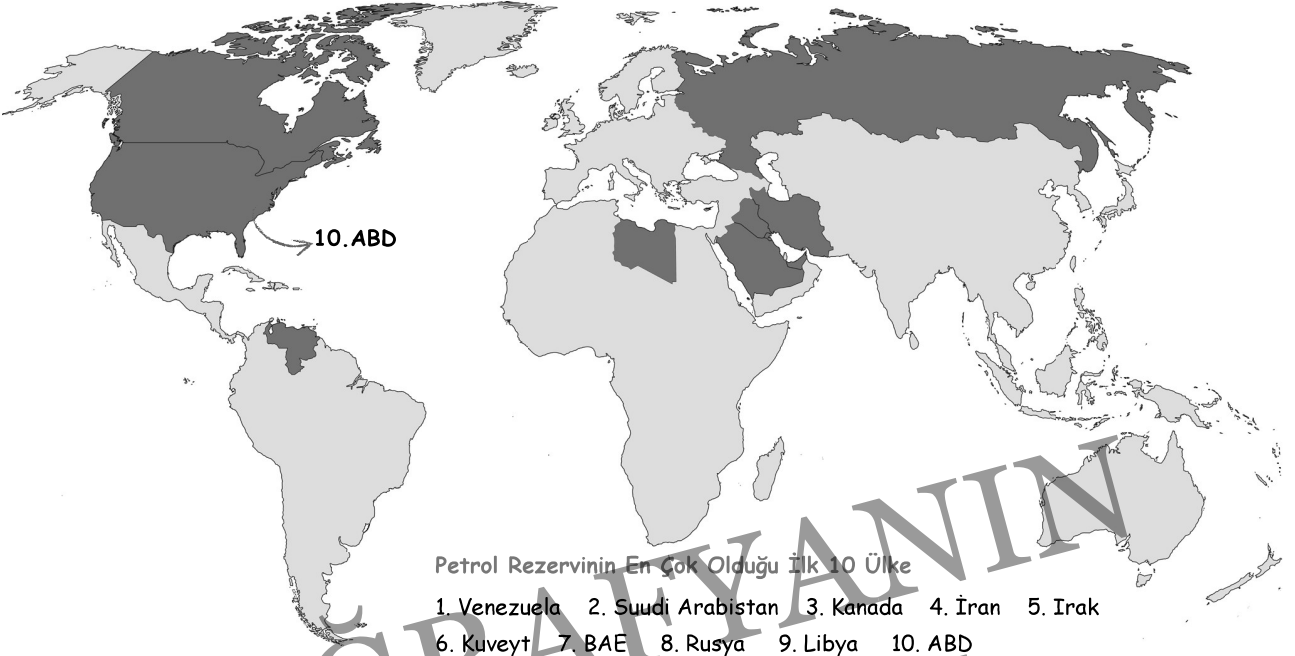 10.ABD
Petrol Rezervinin En Çok Olduğu İlk 10 Ülke
1. Venezuela 2. Suudi Arabistan 3. Kanada 4. İran 5. Irak
6. Kuveyt 7. BAE 8. Rusya 9. Libya 10. ABD